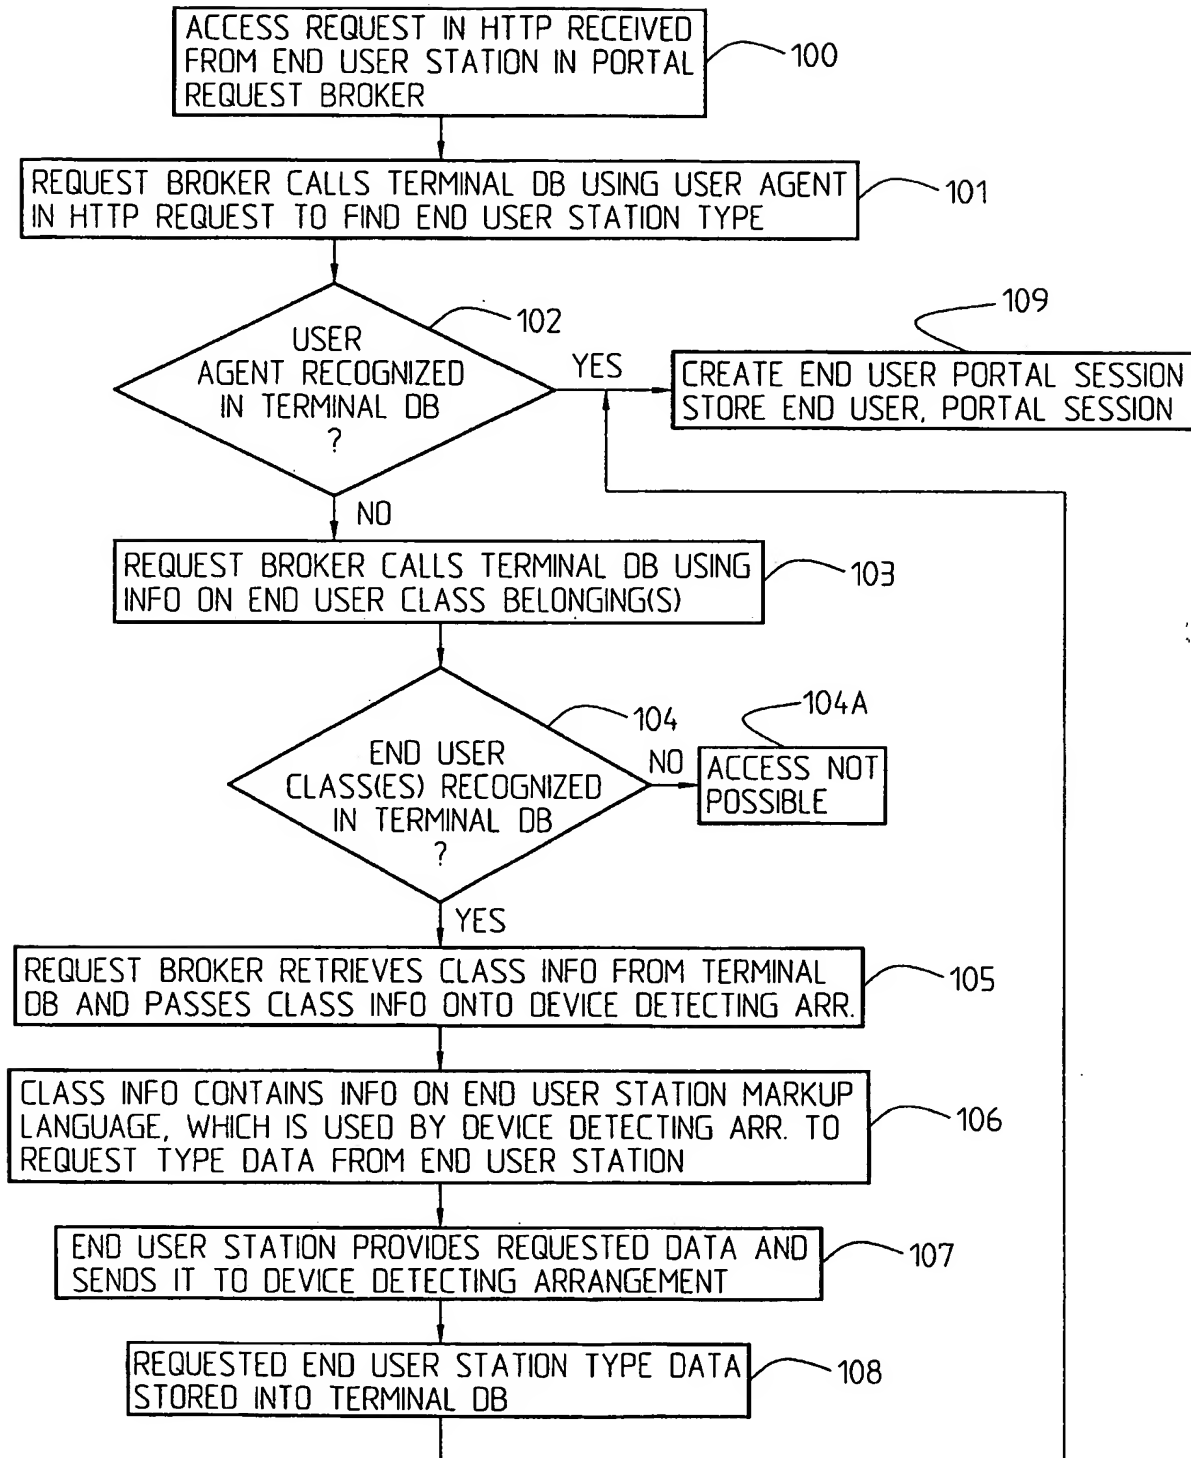 ACCESS REQUEST IN HTTP RECEIVED
FROM END USER STATION IN PORTAL
REQUEST BROKER
100
REQUEST BROKER CALLS TERMINAL DB USING USER AGENT
IN HTTP REQUEST TO FIND END USER STATION TYPE
101
USER
AGENT RECOGNIZED
IN TERMINAL DB
?
102
YES
109
CREATE END USER PORTAL SESSION
STORE END USER, PORTAL SESSION
NO
REQUEST BROKER CALLS TERMINAL DB USING
INFO ON END USER CLASS BELONGING(S)
103
END USER
CLASS(ES) RECOGNIZED
IN TERMINAL DB
?
104
NO
104A
ACCESS NOT
POSSIBLE
YES
REQUEST BROKER RETRIEVES CLASS INFO FROM TERMINAL
DB AND PASSES CLASS INFO ONTO DEVICE DETECTING ARR.
105
CLASS INFO CONTAINS INFO ON END USER STATION MARKUP
LANGUAGE, WHICH IS USED BY DEVICE DETECTING ARR. TO
REQUEST TYPE DATA FROM END USER STATION
106
END USER STATION PROVIDES REQUESTED DATA AND
SENDS IT TO DEVICE DETECTING ARRANGEMENT
107
REQUESTED END USER STATION TYPE DATA
STORED INTO TERMINAL DB
108